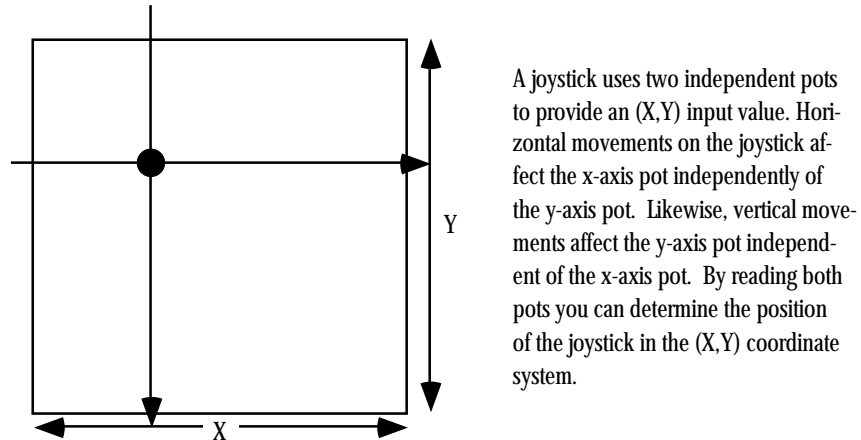 A joystick uses two independent pots
to provide an (X,Y) input value. Hori-
zontal movements on the joystick af-
fect the x-axis pot independently of
the y-axis pot.  Likewise, vertical move-
ments affect the y-axis pot independ-
ent of the x-axis pot.  By reading both
pots you can determine the position
of the joystick in the (X,Y) coordinate
system.
Y
X